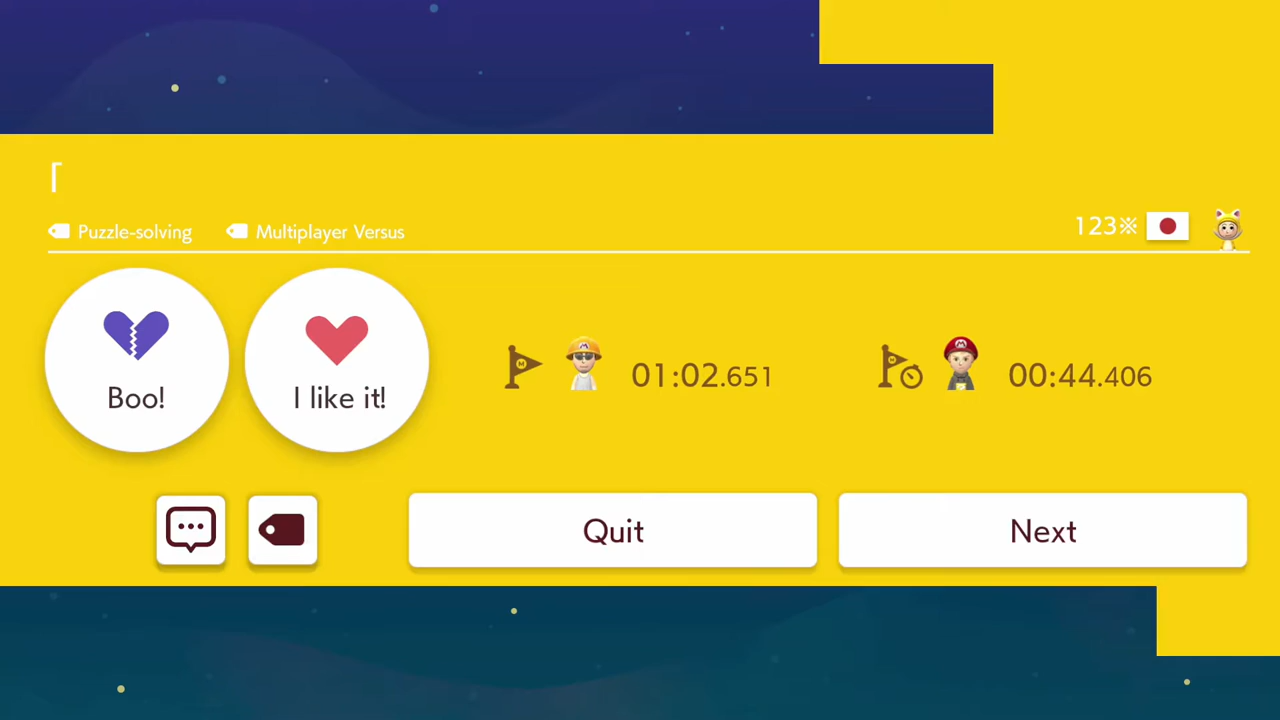 「
Puzzle-solving Multiplayer Versus 123※
Boo! I like it! 01:02.651 00:44.406
Quit Next